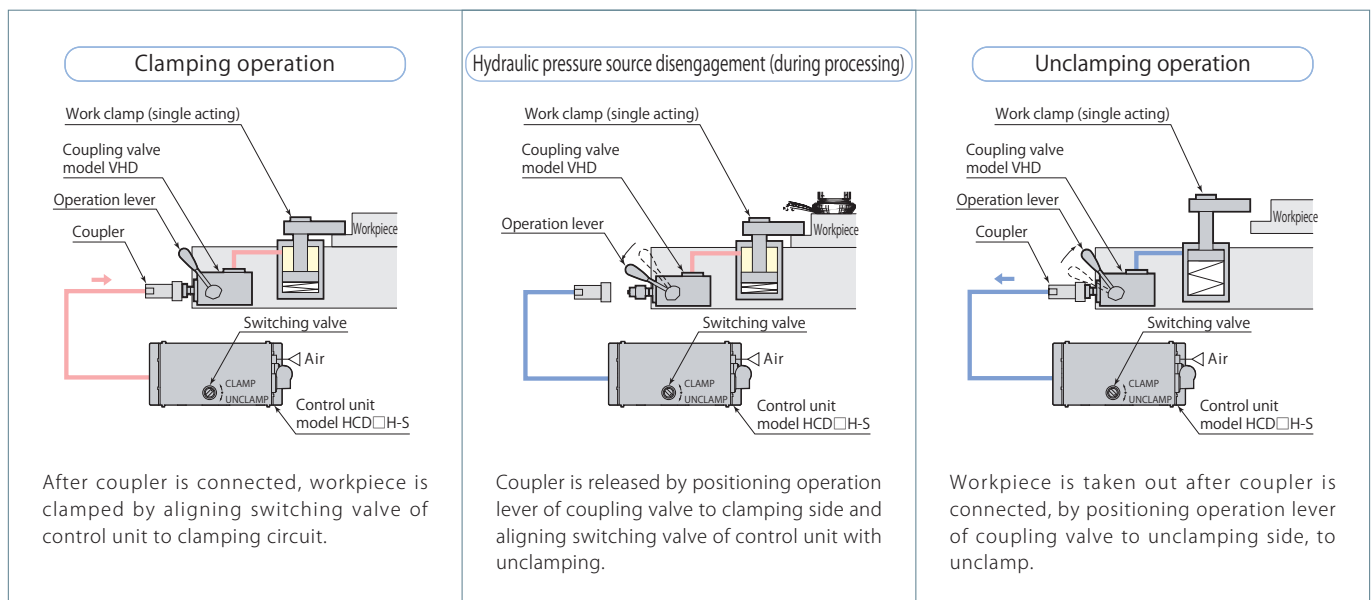 Clamping operation
Work clamp (single acting)
Coupling valve
model VHD
Operation lever
Coupler
Workpiece
Switching valve
Air
CLAMP
UNCLAMP
Control unit
model HCD□H-S
After coupler is connected, workpiece is
clamped by aligning switching valve of
control unit to clamping circuit.
Hydraulic pressure source disengagement (during processing)
Work clamp (single acting)
Coupling valve
model VHD
Operation lever
Workpiece
Switching valve
Air
CLAMP
UNCLAMP
Control unit
model HCD□H-S
Coupler is released by positioning operation
lever of coupling valve to clamping side and
aligning switching valve of control unit with
unclamping.
Unclamping operation
Work clamp (single acting)
Coupling valve
model VHD
Operation lever
Coupler
Workpiece
Switching valve
Air
CLAMP
UNCLAMP
Control unit
model HCD□H-S
Workpiece is taken out after coupler is
connected, by positioning operation lever
of coupling valve to unclamping side, to
unclamp.